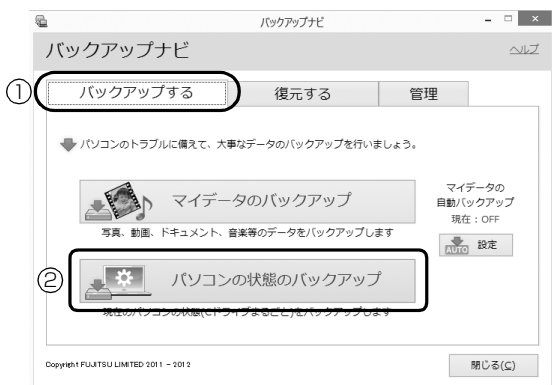 バックアップナビ
バックアップナビ
ヘルプ
① バックアップする 復元する 管理
パソコンのトラブルに備えて、大事なデータのバックアップを行いましょう。
マイデータのバックアップ
写真、動画、ドキュメント、音楽等のデータをバックアップします
マイデータの
自動バックアップ
現在：OFF
AUTO 設定
② パソコンの状態のバックアップ
現在のパソコンの状態(Cドライブまるごと)をバックアップします
Copyright FUJITSU LIMITED 2011 - 2012
閉じる(C)